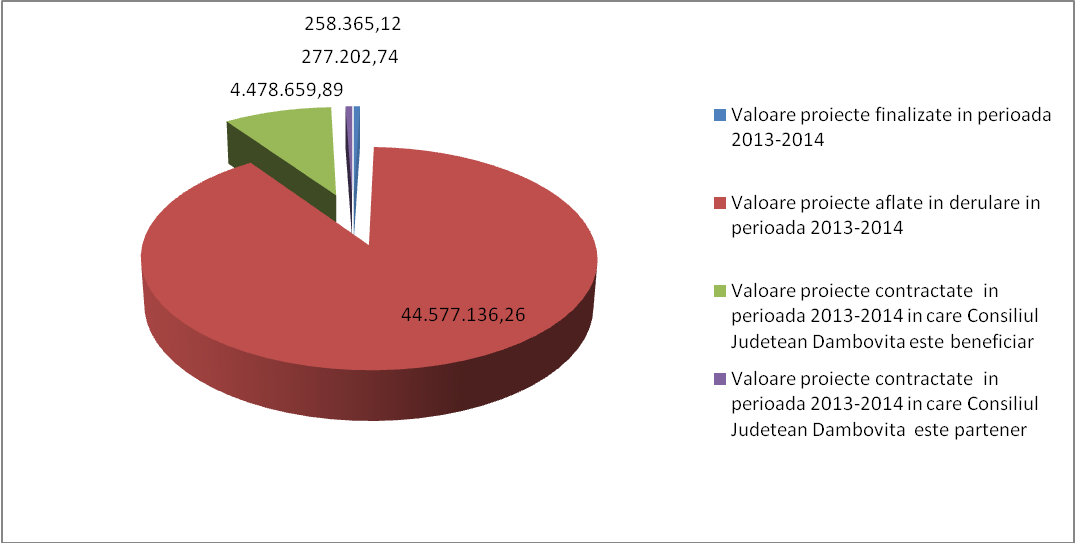 258.365,12
277.202,74
4.478.659,89
44.577.136,26
Valoare proiecte finalizate in perioada
2013-2014
Valoare proiecte aflate in derulare in
perioada 2013-2014
Valoare proiecte contractate in
perioada 2013-2014 in care Consiliul
Judetean Dambovita este beneficiar
Valoare proiecte contractate in
perioada 2013-2014 in care Consiliul
Judetean Dambovita este partener